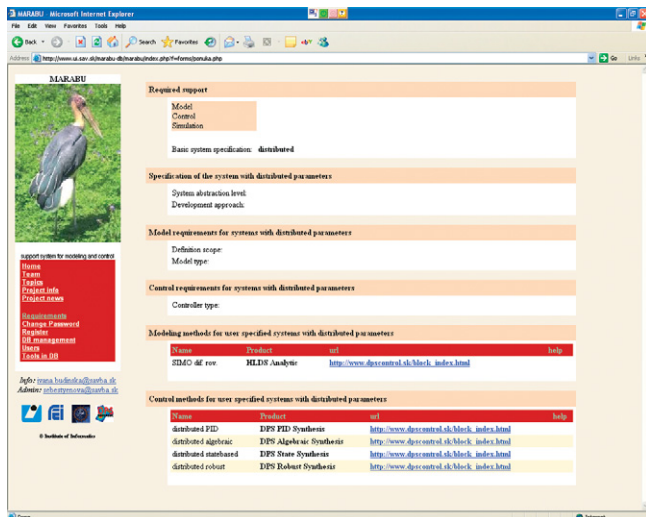 MARABU - Microsoft Internet Explorer
File Edit View Favorites Tools Help
Back Search Favorites
Address http://www.ui.sav.sk/marabu-db/marabu/index.php?f=forms/ponuka.php Go Links
MARABU
support system for modeling and control
Home
Team
Topics
Project info
Project news
Requirements
Change Password
Register
DB management
Users
Tools in DB
Info: ivana.budinska@savba.sk
Admin: sebestyenova@savba.sk
© Institute of Informatics
Required support
Model
Control
Simulation
Basic system specification: distributed
Specification of the system with distributed parameters
System abstraction level:
Development approach:
Model requirements for systems with distributed parameters
Definition scope:
Model type:
Control requirements for systems with distributed parameters
Controller type:
Modeling methods for user specified systems with distributed parameters
Name Product url help
SIMO dif. rov. HLDS Analytic http://www.dpscontrol.sk/block_index.html
Control methods for user specified systems with distributed parameters
Name Product url help
distributed PID DPS PID Synthesis http://www.dpscontrol.sk/block_index.html
distributed algebraic DPS Algebraic Synthesis http://www.dpscontrol.sk/block_index.html
distributed statebased DPS State Synthesis http://www.dpscontrol.sk/block_index.html
distributed robust DPS Robust Synthesis http://www.dpscontrol.sk/block_index.html